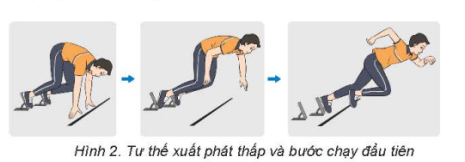 Hình 2. Tư thế xuất phát thấp và bước chạy đầu tiên